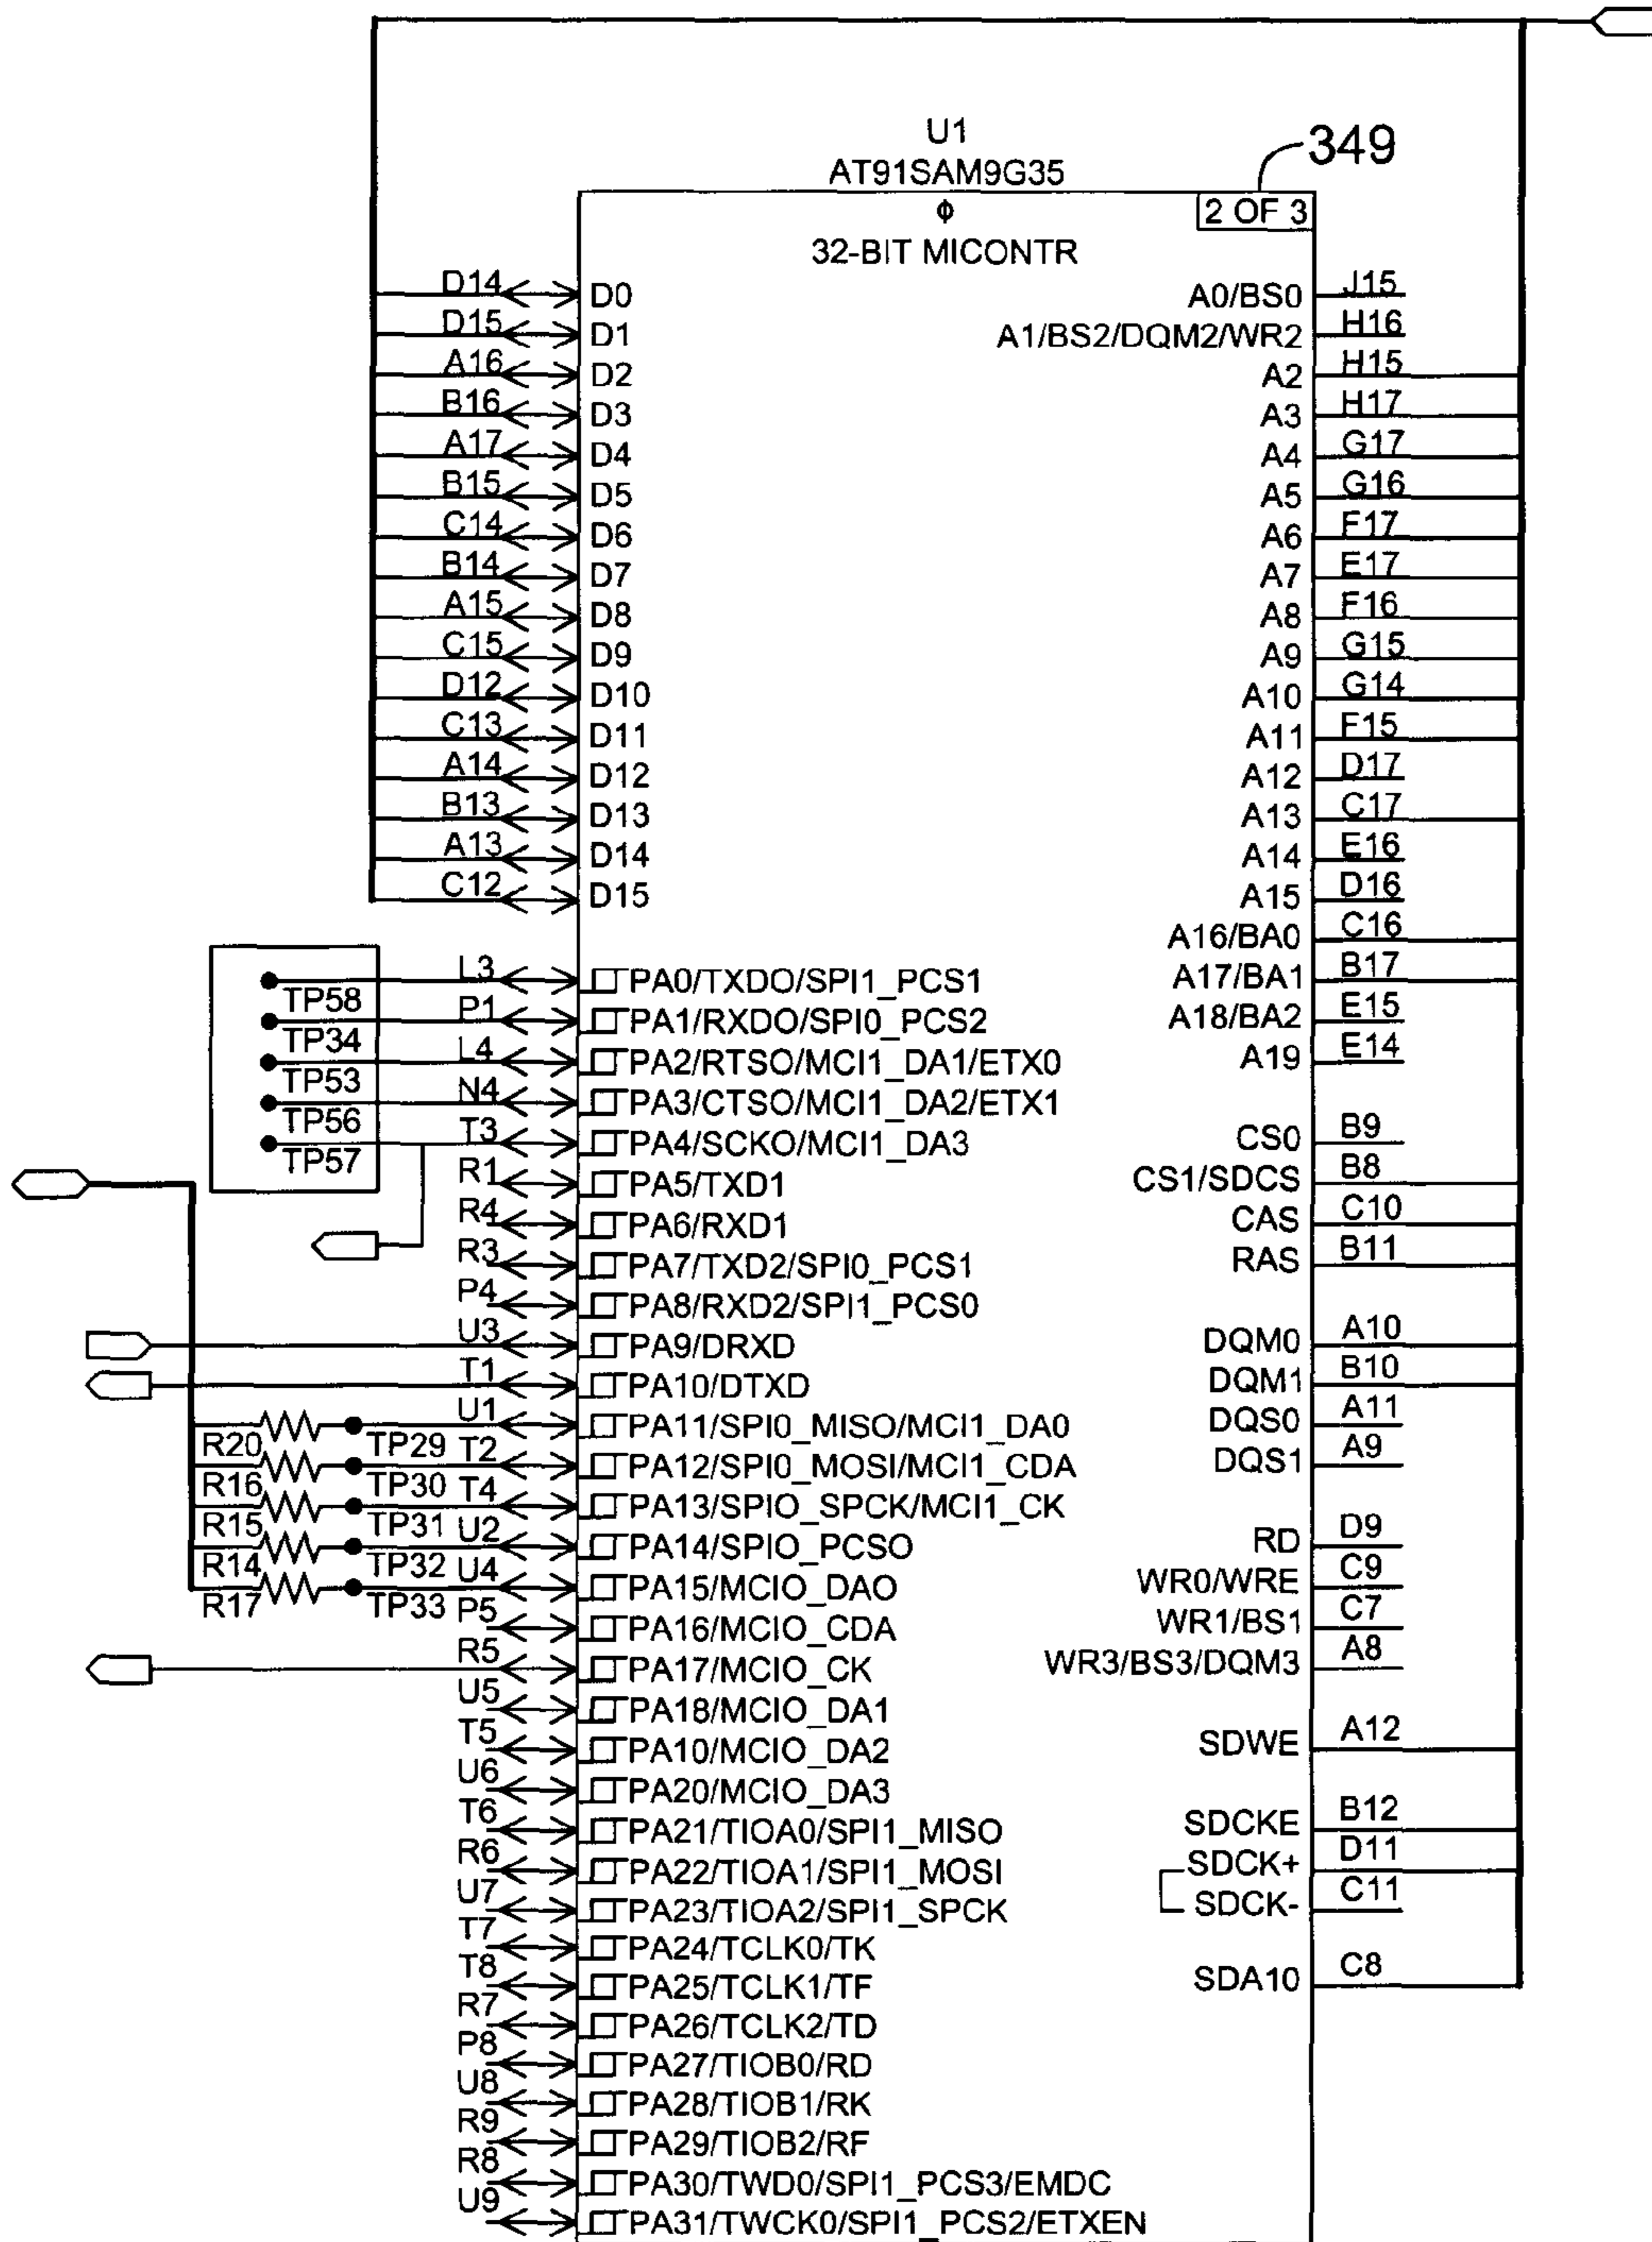 349
U1
AT91SAM9G35
Φ
2 OF 3
32-BIT MICONTR
D14 D0 A0/BS0 J15
D15 D1 A1/BS2/DQM2/WR2 H16
A16 D2 A2 H15
B16 D3 A3 H17
A17 D4 A4 G17
B15 D5 A5 G16
C14 D6 A6 F17
B14 D7 A7 E17
A15 D8 A8 F16
C15 D9 A9 G15
D12 D10 A10 G14
C13 D11 A11 F15
A14 D12 A12 D17
B13 D13 A13 C17
A13 D14 A14 E16
C12 D15 A15 D16
A16/BA0 C16
TP58 L3 PA0/TXDO/SPI1_PCS1 A17/BA1 B17
TP34 P1 PA1/RXDO/SPI0_PCS2 A18/BA2 E15
TP53 L4 PA2/RTSO/MCI1_DA1/ETX0 A19 E14
TP56 N4 PA3/CTSO/MCI1_DA2/ETX1
TP57 T3 PA4/SCKO/MCI1_DA3 CS0 B9
R1 PA5/TXD1 CS1/SDCS B8
R4 PA6/RXD1 CAS C10
R3 PA7/TXD2/SPI0_PCS1 RAS B11
P4 PA8/RXD2/SPI1_PCS0
U3 PA9/DRXD DQM0 A10
T1 PA10/DTXD DQM1 B10
R20 TP29 U1 PA11/SPI0_MISO/MCI1_DA0 DQS0 A11
R16 TP30 T2 PA12/SPI0_MOSI/MCI1_CDA DQS1 A9
R15 TP31 T4 PA13/SPIO_SPCK/MCI1_CK
R14 TP32 U2 PA14/SPIO_PCSO RD D9
R17 TP33 U4 PA15/MCIO_DAO WR0/WRE C9
P5 PA16/MCIO_CDA WR1/BS1 C7
R5 PA17/MCIO_CK WR3/BS3/DQM3 A8
U5 PA18/MCIO_DA1
T5 PA10/MCIO_DA2 SDWE A12
U6 PA20/MCIO_DA3
T6 PA21/TIOA0/SPI1_MISO SDCKE B12
R6 PA22/TIOA1/SPI1_MOSI SDCK+ D11
U7 PA23/TIOA2/SPI1_SPCK SDCK- C11
T7 PA24/TCLK0/TK
T8 PA25/TCLK1/TF SDA10 C8
R7 PA26/TCLK2/TD
P8 PA27/TIOB0/RD
U8 PA28/TIOB1/RK
R9 PA29/TIOB2/RF
R8 PA30/TWD0/SPI1_PCS3/EMDC
U9 PA31/TWCK0/SPI1_PCS2/ETXEN